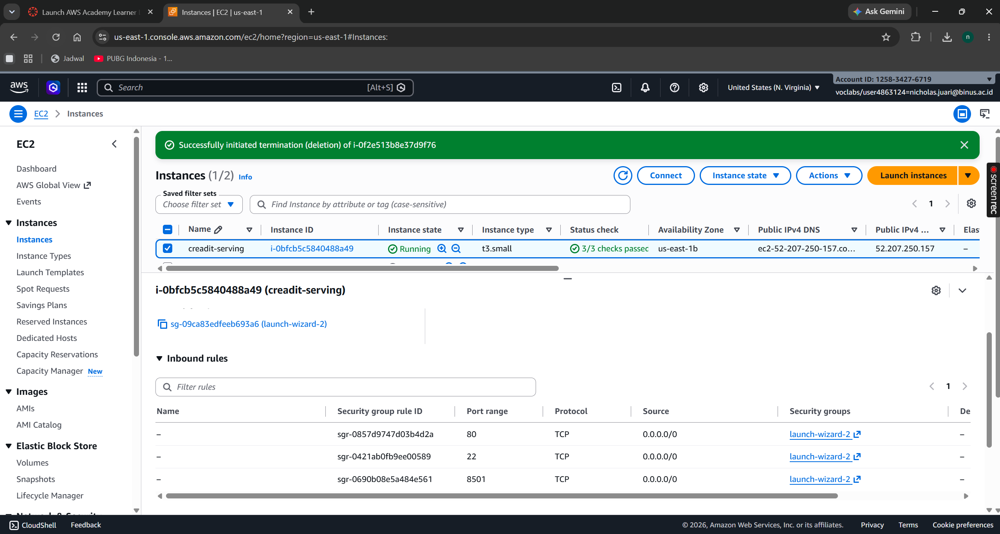 Launch AWS Academy Learner
Instances | EC2 | us-east-1
Ask Gemini
us-east-1.console.aws.amazon.com/ec2/home?region=us-east-1#Instances:
n
Jadwal
PUBG Indonesia - 1...
aws
Search
[Alt+S]
United States (N. Virginia)
Account ID: 1258-3427-6719
voclabs/user4863124=nicholas.juari@binus.ac.id
EC2
Instances
EC2
Dashboard
AWS Global View
Events
Instances
Instances
Instance Types
Launch Templates
Spot Requests
Savings Plans
Reserved Instances
Dedicated Hosts
Capacity Reservations
Capacity Manager New
Images
AMIs
AMI Catalog
Elastic Block Store
Volumes
Snapshots
Lifecycle Manager
Network & Security
Successfully initiated termination (deletion) of i-0f2e513b8e37d9f76
Instances (1/2) Info
Connect
Instance state
Actions
Launch instances
Saved filter sets
Choose filter set
Find Instance by attribute or tag (case-sensitive)
1
screenrec
Name Instance ID Instance state Instance type Status check Availability Zone Public IPv4 DNS Public IPv4 ... Elas
creadit-serving i-0bfcb5c5840488a49 Running t3.small 3/3 checks passed us-east-1b ec2-52-207-250-157.co... 52.207.250.157 –
i-0bfcb5c5840488a49 (creadit-serving)
sg-09ca83edfeeb693a6 (launch-wizard-2)
Inbound rules
Filter rules
1
Name Security group rule ID Port range Protocol Source Security groups De
– sgr-0857d9747d03b4d2a 80 TCP 0.0.0.0/0 launch-wizard-2 –
– sgr-0421ab0fb9ee00589 22 TCP 0.0.0.0/0 launch-wizard-2 –
– sgr-0690b08e5a484e561 8501 TCP 0.0.0.0/0 launch-wizard-2 –
CloudShell
Feedback
© 2026, Amazon Web Services, Inc. or its affiliates.
Privacy
Terms
Cookie preferences